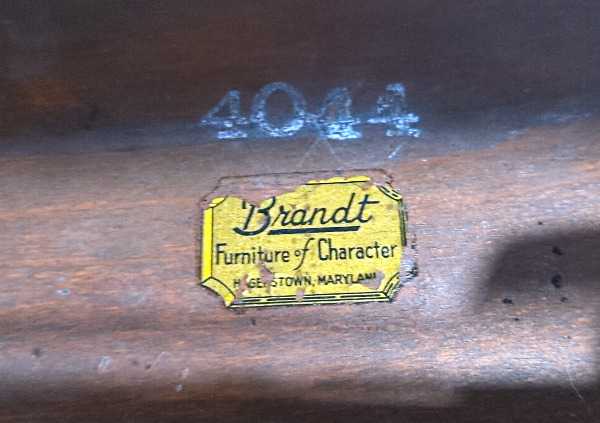 4044
Brandt
Furniture of Character
HAGERSTOWN, MARYLAND